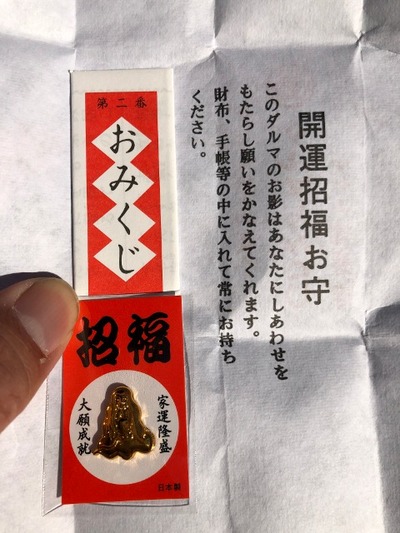 開運招福お守
このダルマのお影はあなたにしあわせを
もたらし願いをかなえてくれます。
財布、手帳等の中に入れて常にお持ち
ください。
第二番
おみくじ
招福
家運隆盛
大願成就
日本製